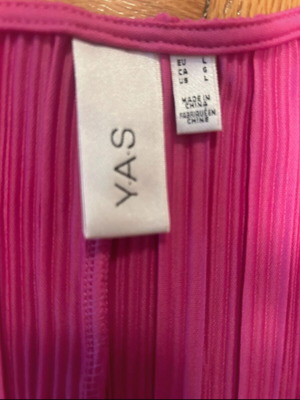 Y.A.S
EU L
CA G
US L
MADE IN
CHINA
FABRIQUÉ EN
CHINE